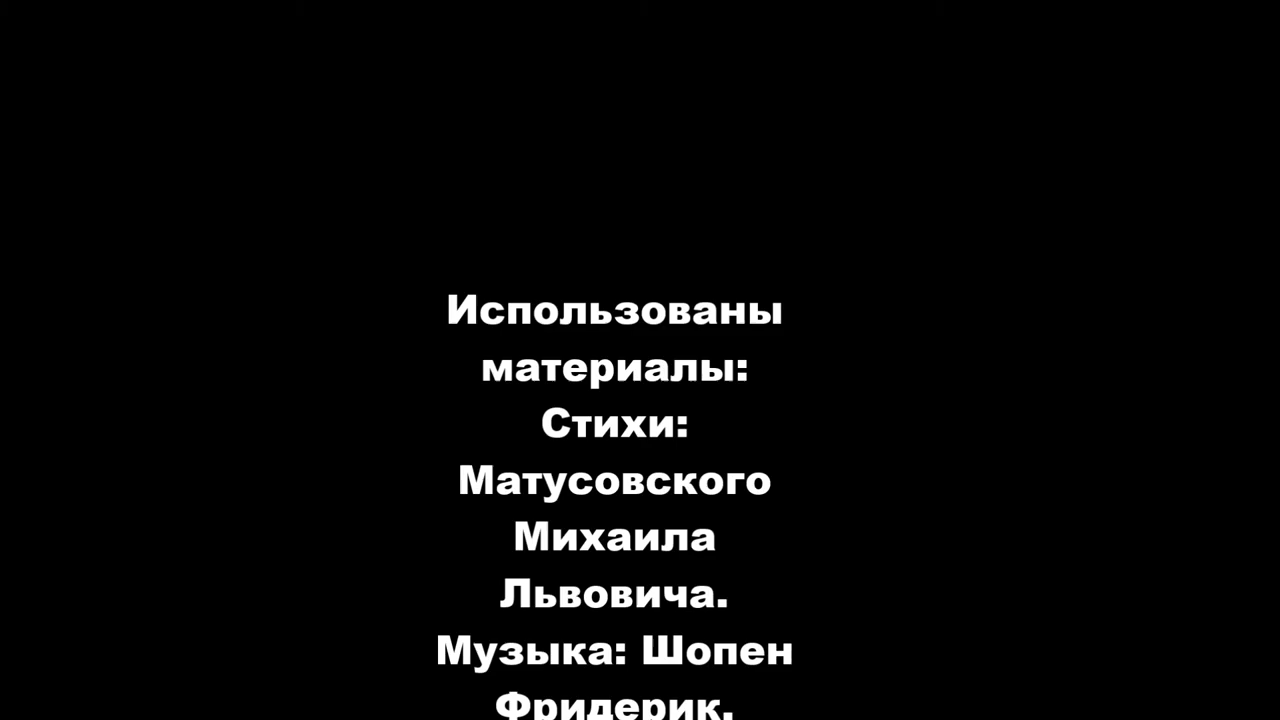 Использованы
материалы:
Стихи:
Матусовского
Михаила
Львовича.
Музыка: Шопен
Фридерик.